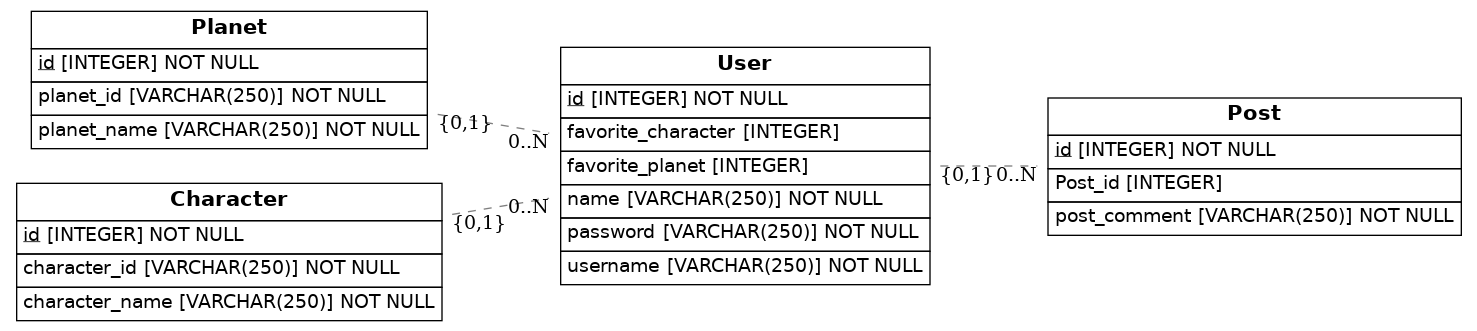 Planet
id [INTEGER] NOT NULL
planet_id [VARCHAR(250)] NOT NULL
planet_name [VARCHAR(250)] NOT NULL
{0,1}
0..N
Character
id [INTEGER] NOT NULL
character_id [VARCHAR(250)] NOT NULL
character_name [VARCHAR(250)] NOT NULL
{0,1}
0..N
User
id [INTEGER] NOT NULL
favorite_character [INTEGER]
favorite_planet [INTEGER]
name [VARCHAR(250)] NOT NULL
password [VARCHAR(250)] NOT NULL
username [VARCHAR(250)] NOT NULL
{0,1} 0..N
Post
id [INTEGER] NOT NULL
Post_id [INTEGER]
post_comment [VARCHAR(250)] NOT NULL